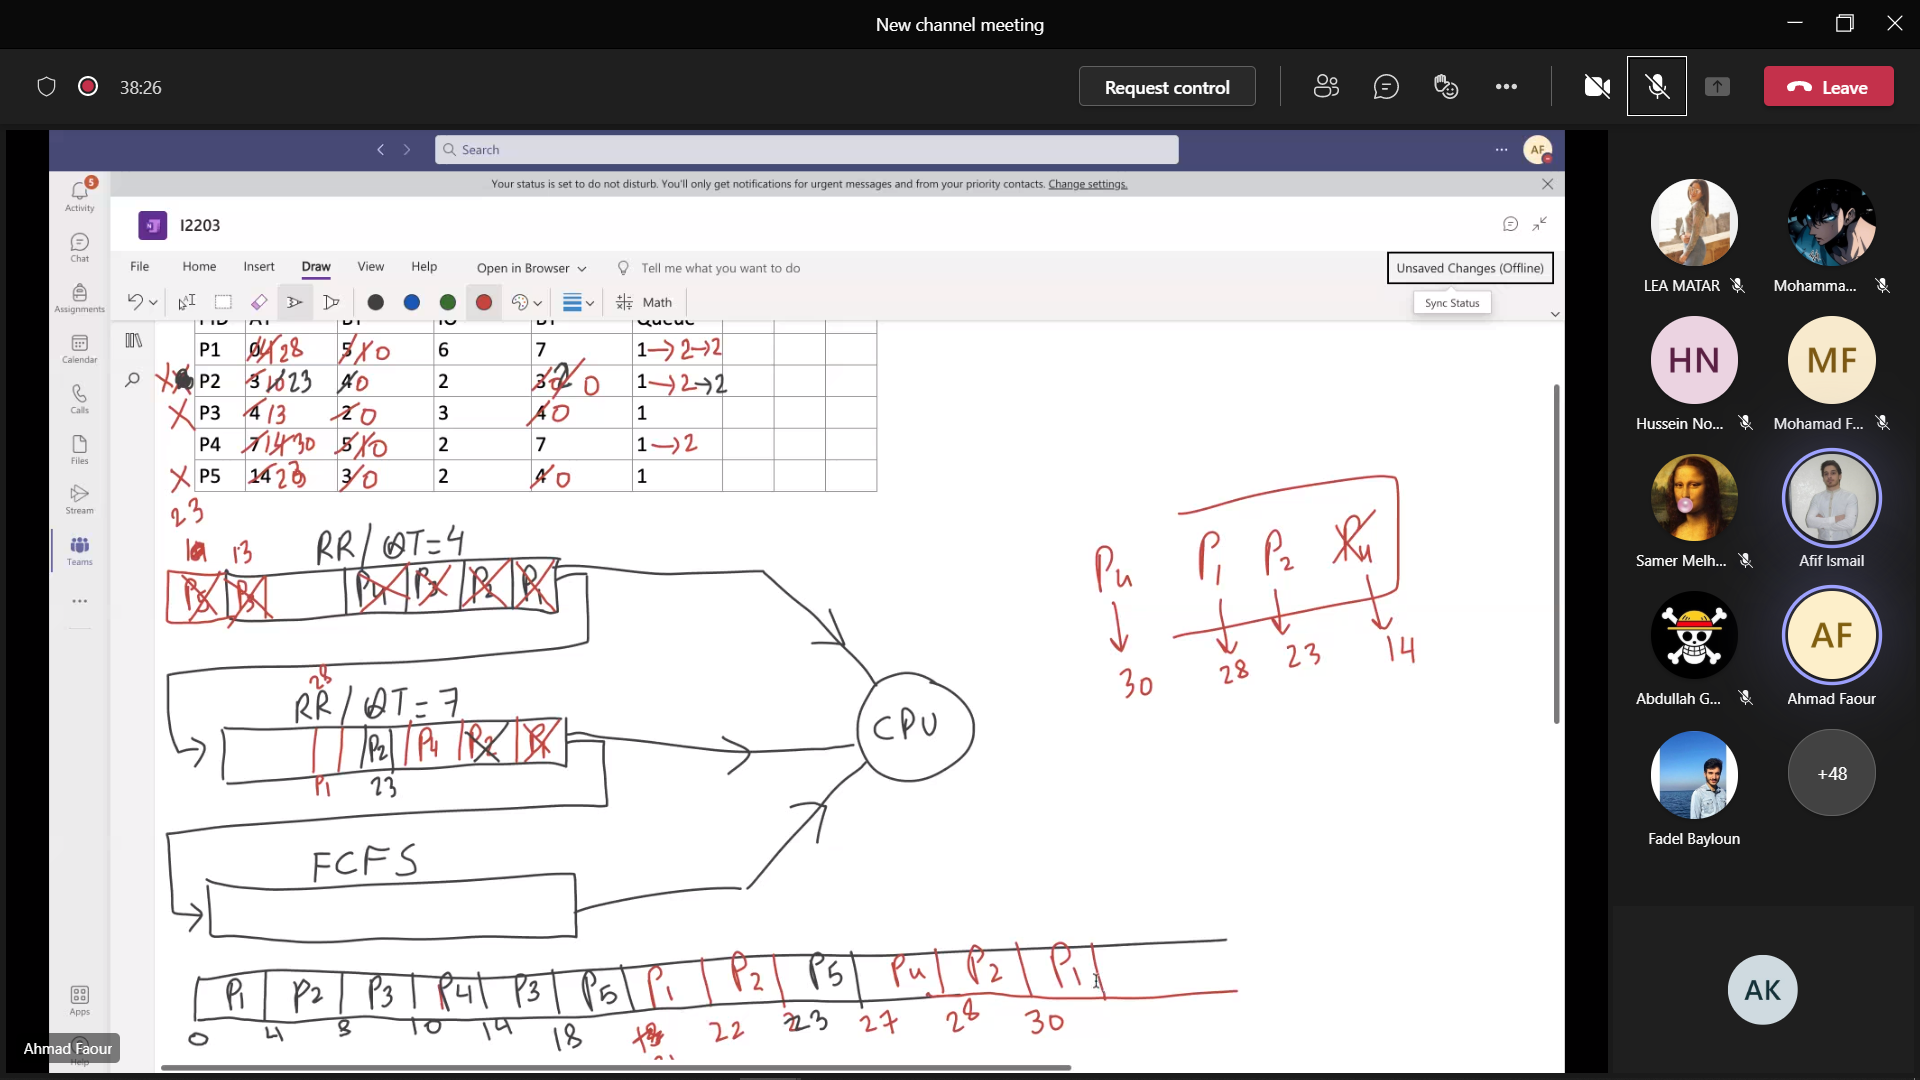 New channel meeting
38:26
Request control
Leave
Search
AF
Your status is set to do not disturb. You'll only get notifications for urgent messages and from your priority contacts. Change settings.
5
Activity
Chat
Assignments
Calendar
Calls
Files
Stream
Teams
Apps
Help
I2203
File Home Insert Draw View Help Open in Browser Tell me what you want to do
Unsaved Changes (Offline)
Sync Status
Math
PID AT BT IO BT Queue
P1 0 14 28 5 1 0 6 7 1→2→2
P2 3 10 23 4 0 2 3 2 0 1→2→2
P3 4 13 2 0 3 4 0 1
P4 7 14 30 5 1 0 2 7 1→2
P5 14 23 3 0 2 4 0 1
23
13
RR / QT=4
P5 P3 P4 P3 P2 P1
28
RR / QT=7
P2 P4 P2 P1
P1 23
FCFS
CPU
P4 P1 P2 P4
30 28 23 14
P1 P2 P3 P4 P3 P5 P1 P2 P5 P4 P2 P1
0 4 8 10 14 18 22 23 27 28 30
Ahmad Faour
LEA MATAR
Mohamma...
HN
Hussein No...
MF
Mohamad F...
Samer Melh...
Afif Ismail
Abdullah G...
AF
Ahmad Faour
Fadel Bayloun
+48
AK